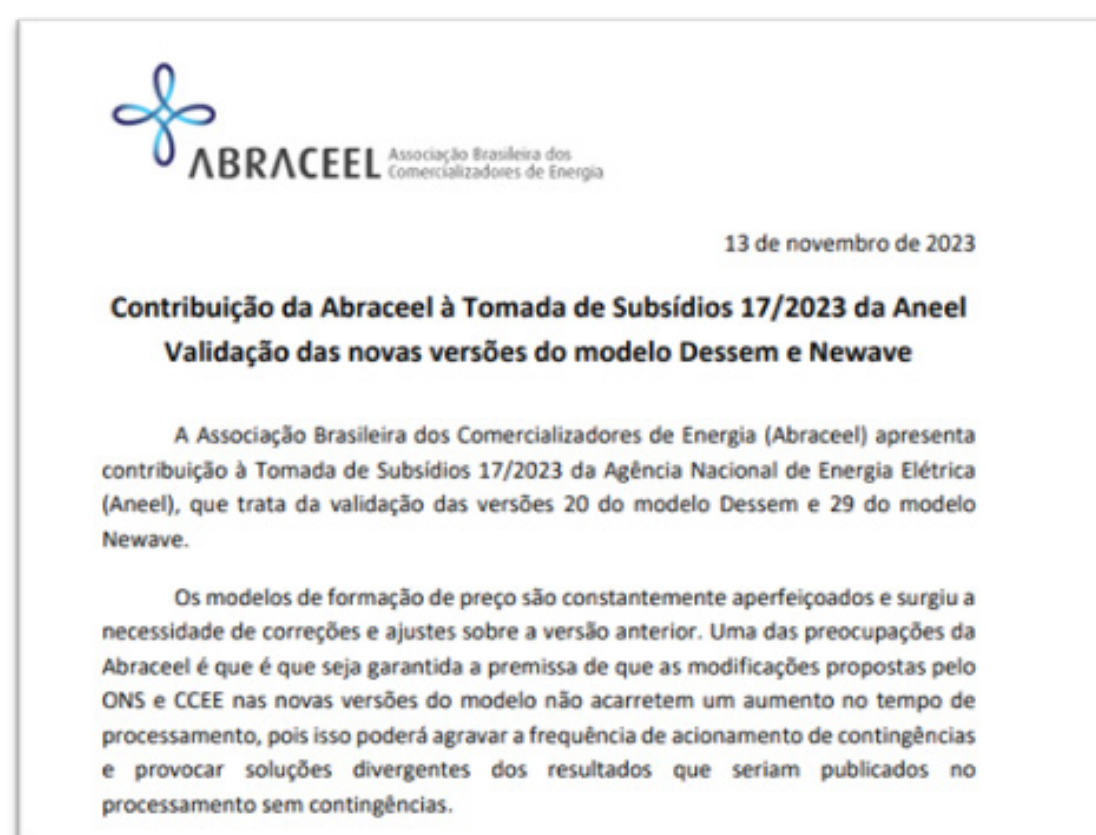 ABRACEEL Associação Brasileira dos
Comercializadores de Energia
13 de novembro de 2023
Contribuição da Abraceel à Tomada de Subsídios 17/2023 da Aneel
Validação das novas versões do modelo Dessem e Newave
A Associação Brasileira dos Comercializadores de Energia (Abraceel) apresenta
contribuição à Tomada de Subsídios 17/2023 da Agência Nacional de Energia Elétrica
(Aneel), que trata da validação das versões 20 do modelo Dessem e 29 do modelo
Newave.
Os modelos de formação de preço são constantemente aperfeiçoados e surgiu a
necessidade de correções e ajustes sobre a versão anterior. Uma das preocupações da
Abraceel é que é que seja garantida a premissa de que as modificações propostas pelo
ONS e CCEE nas novas versões do modelo não acarretem um aumento no tempo de
processamento, pois isso poderá agravar a frequência de acionamento de contingências
e provocar soluções divergentes dos resultados que seriam publicados no
processamento sem contingências.